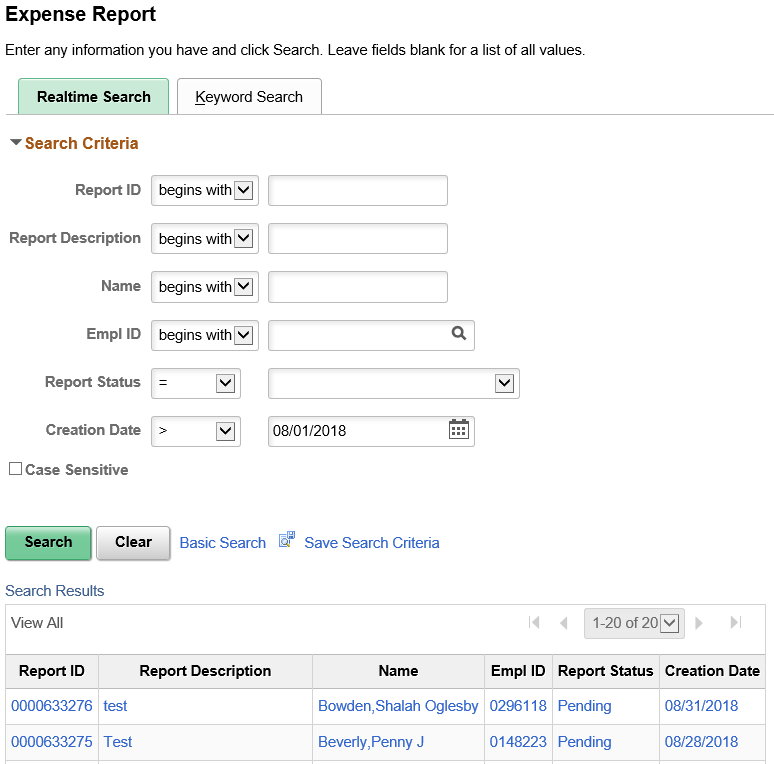 Expense Report
Enter any information you have and click Search. Leave fields blank for a list of all values.
Realtime Search Keyword Search
Search Criteria
Report ID begins with
Report Description begins with
Name begins with
Empl ID begins with
Report Status =
Creation Date > 08/01/2018
Case Sensitive
Search Clear Basic Search Save Search Criteria
Search Results
View All 1-20 of 20
Report ID Report Description Name Empl ID Report Status Creation Date
0000633276 test Bowden,Shalah Oglesby 0296118 Pending 08/31/2018
0000633275 Test Beverly,Penny J 0148223 Pending 08/28/2018